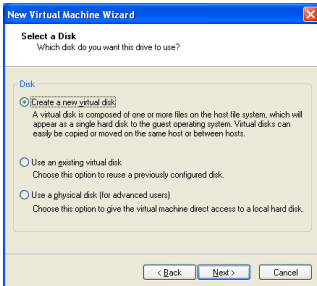 New Virtual Machine Wizard
Select a Disk
Which disk do you want this drive to use?
Disk
Create a new virtual disk
A virtual disk is composed of one or more files on the host file system, which will
appear as a single hard disk to the guest operating system. Virtual disks can
easily be copied or moved on the same host or between hosts.
Use an existing virtual disk
Choose this option to reuse a previously configured disk.
Use a physical disk (for advanced users)
Choose this option to give the virtual machine direct access to a local hard disk.
< Back Next > Cancel